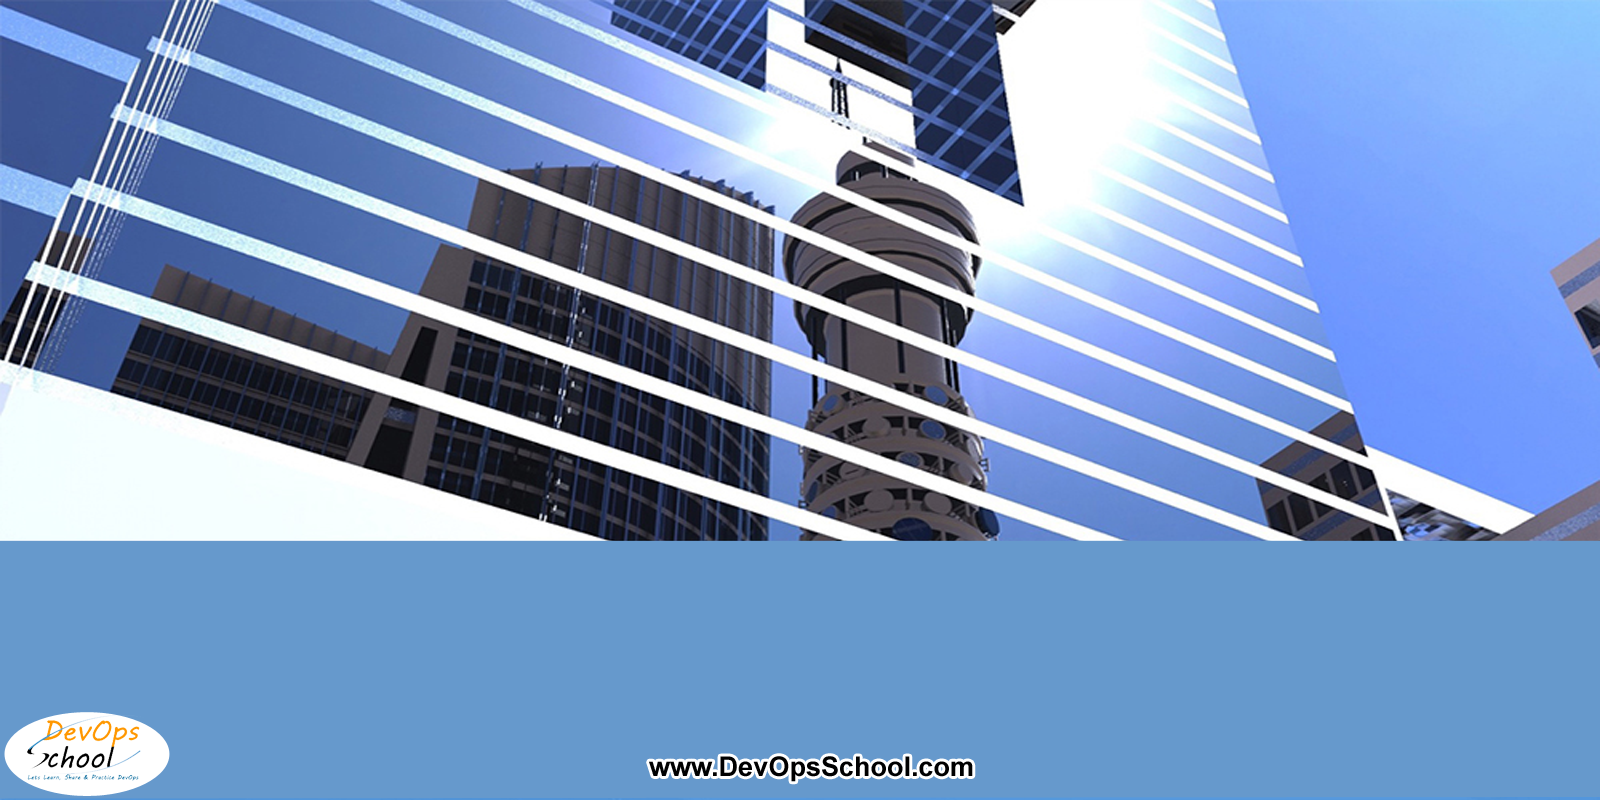 DevOps
School
Lets Learn, Share & Practice DevOps
www.DevOpsSchool.com